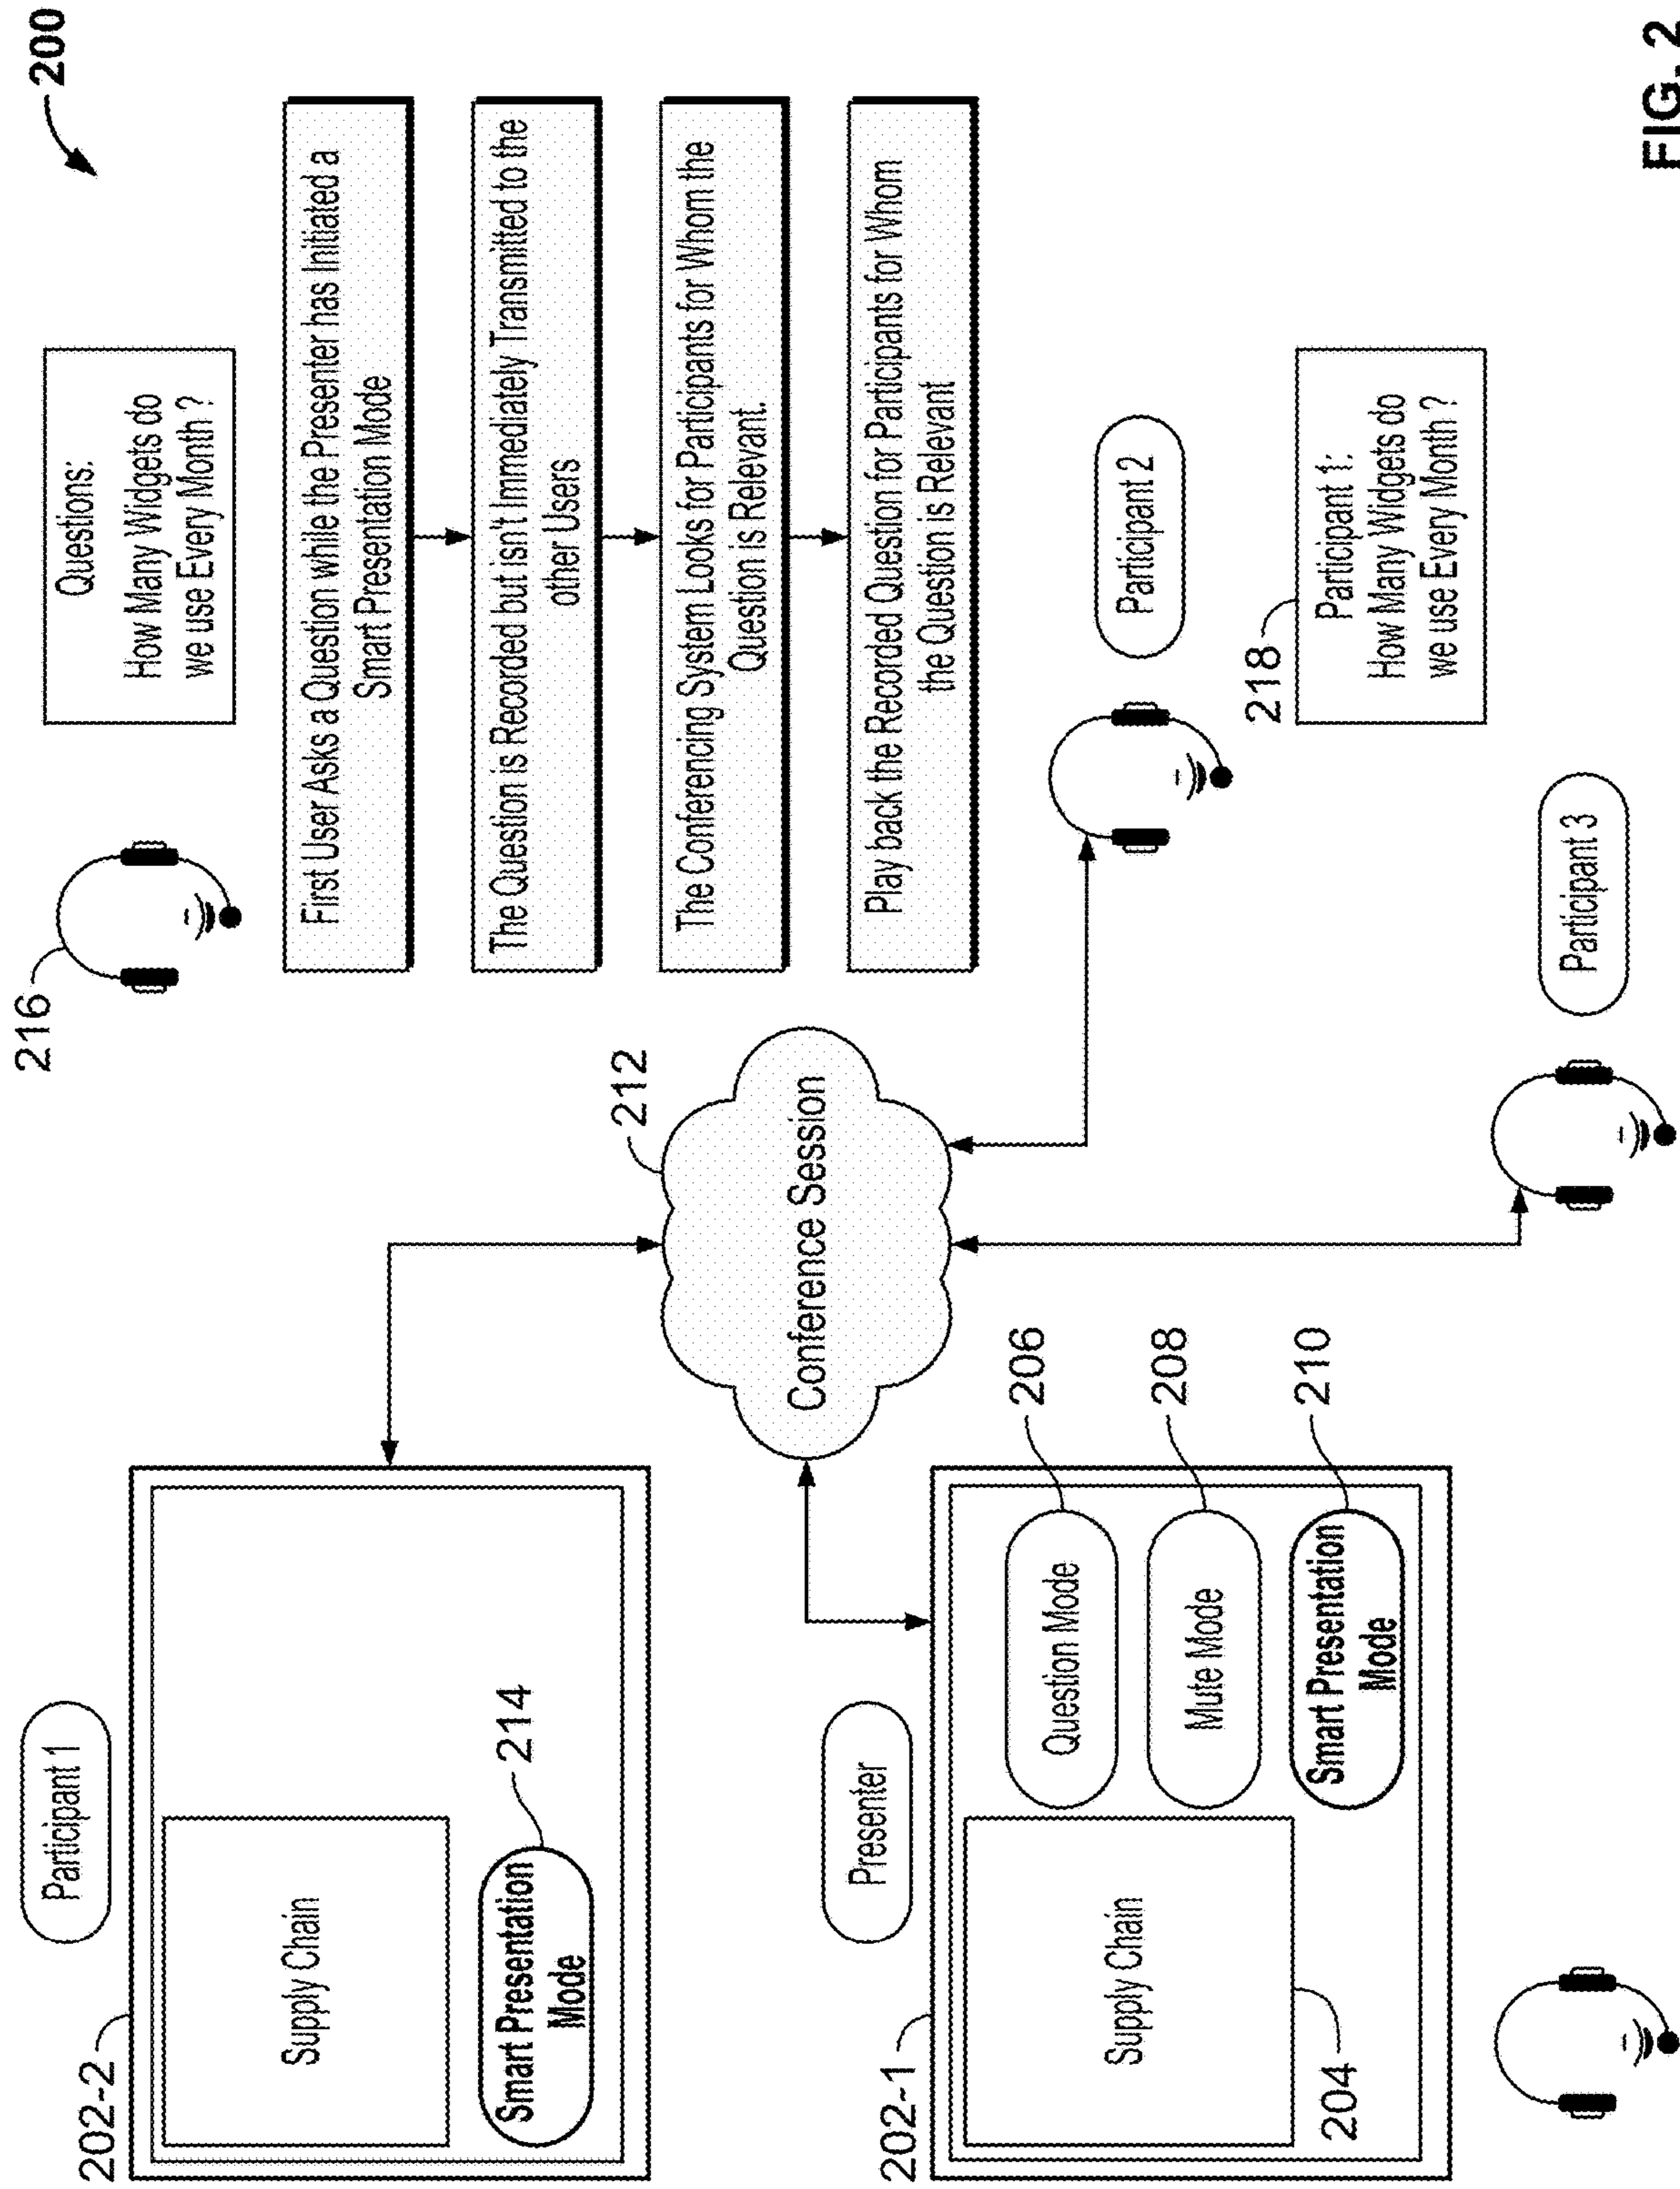 200
Participant 1
202-2
Supply Chain
Smart Presentation
Mode
214
216
Questions:
How Many Widgets do
we use Every Month ?
First User Asks a Question while the Presenter has Initiated a
Smart Presentation Mode
The Question is Recorded but isn't Immediately Transmitted to the
other Users
The Conferencing System Looks for Participants for Whom the
Question is Relevant.
Play back the Recorded Question for Participants for Whom
the Question is Relevant
212
Conference Session
Presenter
202-1
Supply Chain
204
Question Mode
206
Mute Mode
208
Smart Presentation
Mode
210
Participant 2
218
Participant 1:
How Many Widgets do
we use Every Month ?
Participant 3
FIG. 2